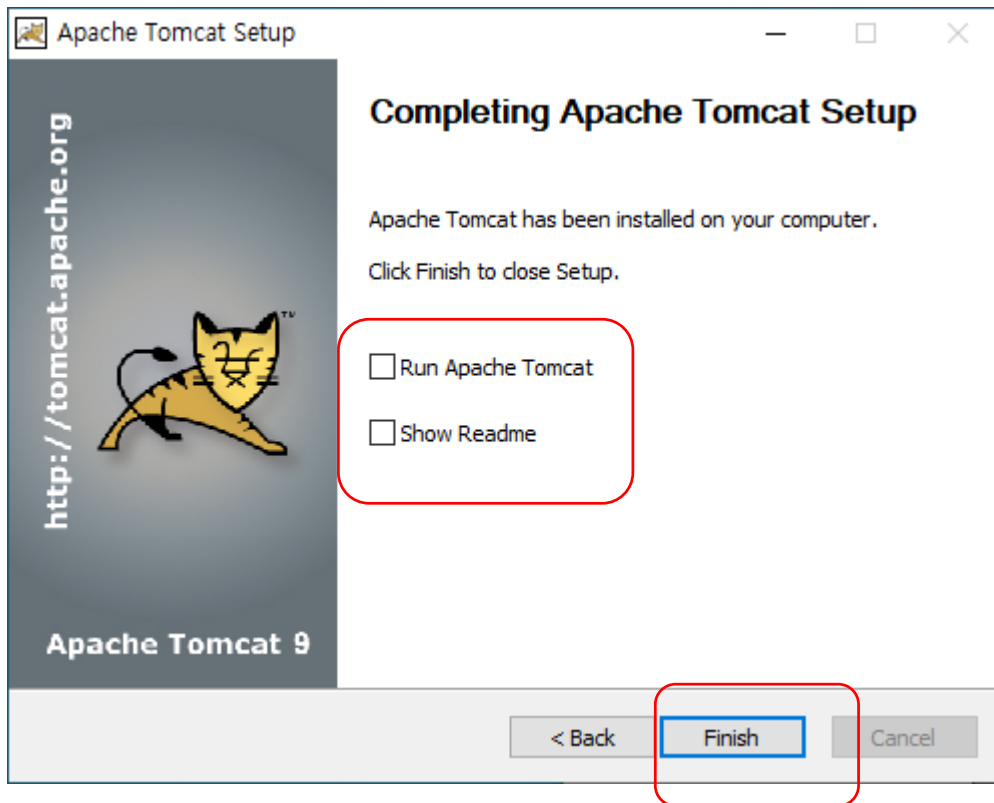 Apache Tomcat Setup
http://tomcat.apache.org
Completing Apache Tomcat Setup
Apache Tomcat has been installed on your computer.
Click Finish to close Setup.
TM
Run Apache Tomcat
Show Readme
Apache Tomcat 9
< Back
Finish
Cancel